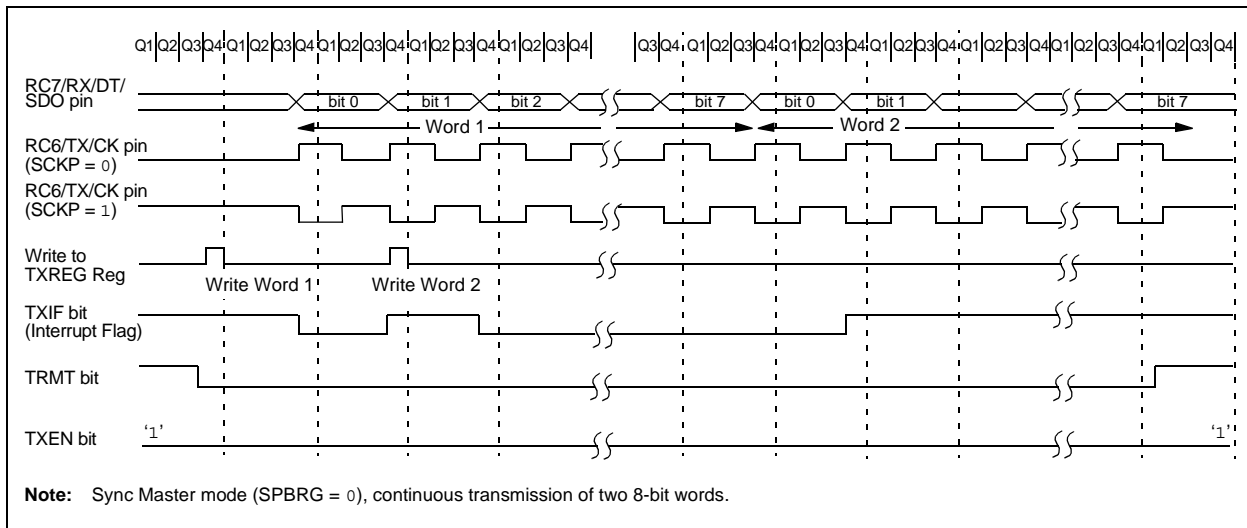 Q1 Q2 Q3 Q4 Q1 Q2 Q3 Q4 Q1 Q2 Q3 Q4 Q1 Q2 Q3 Q4 Q1 Q2 Q3 Q4 Q3 Q4 Q1 Q2 Q3 Q4 Q1 Q2 Q3 Q4 Q1 Q2 Q3 Q4 Q1 Q2 Q3 Q4 Q1 Q2 Q3 Q4 Q1 Q2 Q3 Q4
RC7/RX/DT/
SDO pin
bit 0 bit 1 bit 2 bit 7 bit 0 bit 1 bit 7
Word 1 Word 2
RC6/TX/CK pin
(SCKP = 0)
RC6/TX/CK pin
(SCKP = 1)
Write to
TXREG Reg
Write Word 1 Write Word 2
TXIF bit
(Interrupt Flag)
TRMT bit
TXEN bit
‘1’ ‘1’
Note: Sync Master mode (SPBRG = 0), continuous transmission of two 8-bit words.